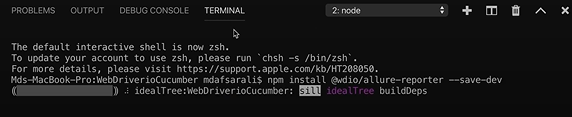 PROBLEMS OUTPUT DEBUG CONSOLE TERMINAL 2: node
The default interactive shell is now zsh.
To update your account to use zsh, please run `chsh -s /bin/zsh`.
For more details, please visit https://support.apple.com/kb/HT208050.
Mds-MacBook-Pro:WebDriverioCucumber mdafsarali$ npm install @wdio/allure-reporter --save-dev
idealTree:WebDriverioCucumber: sill idealTree buildDeps